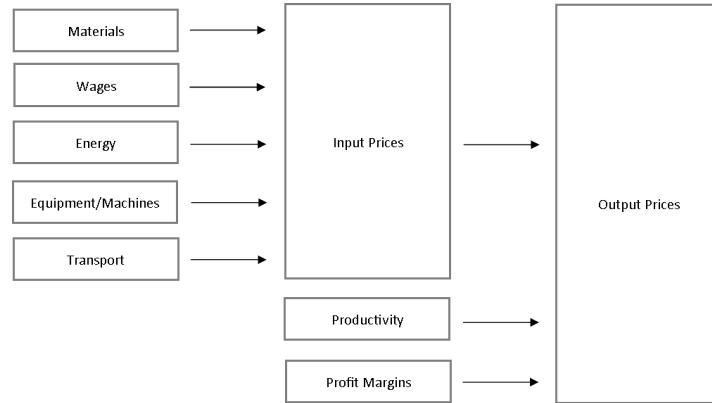 Materials
Wages
Energy
Equipment/Machines
Transport
Input Prices
Productivity
Profit Margins
Output Prices